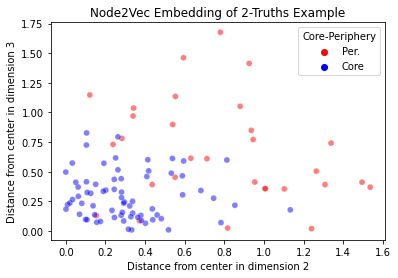 Node2Vec Embedding of 2-Truths Example
Core-Periphery
Per.
Core
Distance from center in dimension 3
1.75
1.50
1.25
1.00
0.75
0.50
0.25
0.00
0.0 0.2 0.4 0.6 0.8 1.0 1.2 1.4 1.6
Distance from center in dimension 2